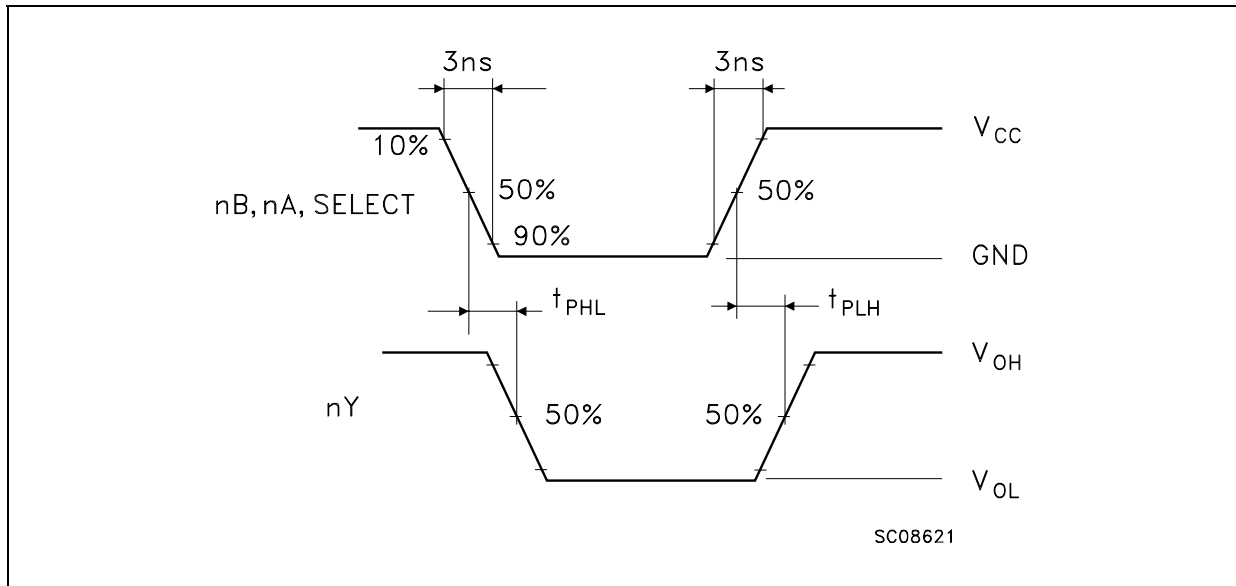 3ns 3ns
V_CC
10%
50% 50%
nB, nA, SELECT
90%
GND
t_PHL t_PLH
V_OH
nY 50% 50%
V_OL
SC08621